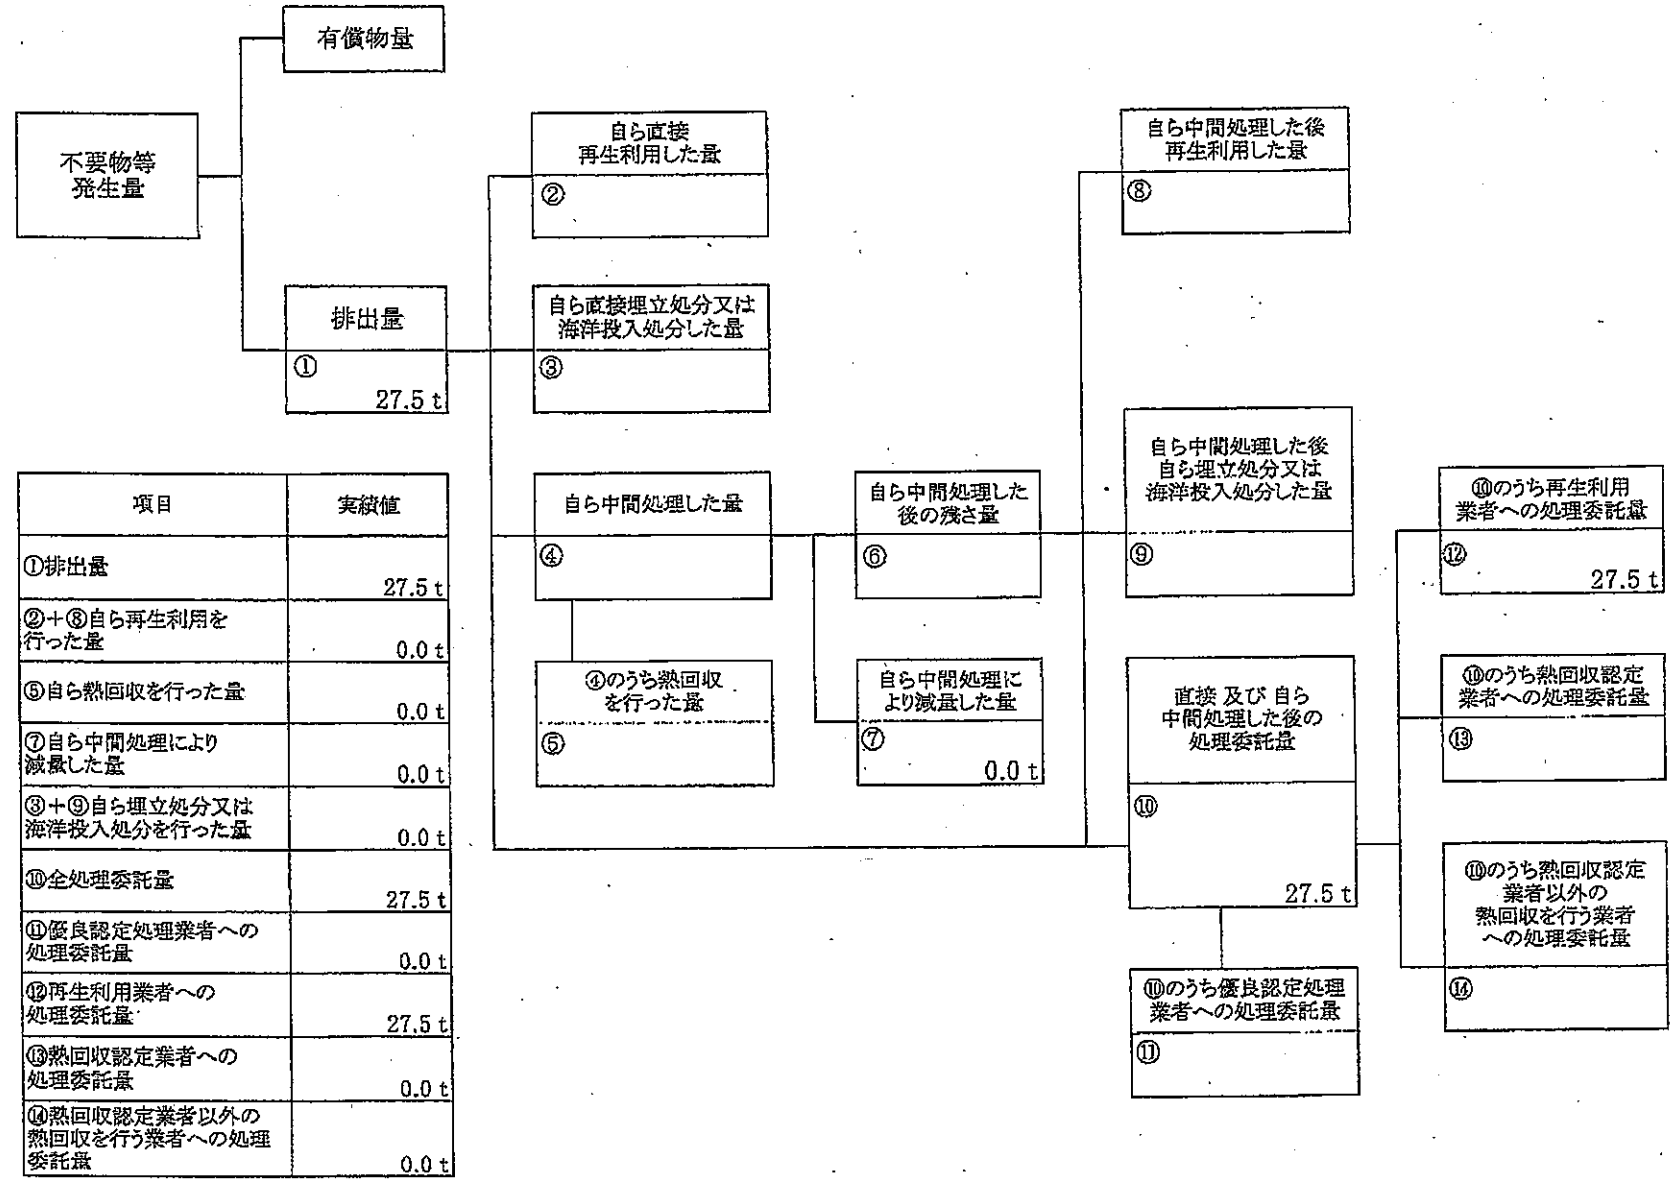 有償物量
不要物等
発生量
排出量
①
27.5 t
自ら直接
再生利用した量
②
自ら直接埋立処分又は
海洋投入処分した量
③
自ら中間処理した量
④
④のうち熱回収
を行った量
⑤
自ら中間処理した
後の残さ量
⑥
自ら中間処理に
より減量した量
⑦
0.0 t
自ら中間処理した後
再生利用した量
⑧
自ら中間処理した後
自ら埋立処分又は
海洋投入処分した量
⑨
直接 及び 自ら
中間処理した後の
処理委託量
⑩
27.5 t
⑩のうち優良認定処理
業者への処理委託量
⑪
⑩のうち再生利用
業者への処理委託量
⑫
27.5 t
⑩のうち熱回収認定
業者への処理委託量
⑬
⑩のうち熱回収認定
業者以外の
熱回収を行う業者
への処理委託量
⑭
項目 実績値
①排出量
27.5 t
②+⑧自ら再生利用を
行った量
0.0 t
⑤自ら熱回収を行った量
0.0 t
⑦自ら中間処理により
減量した量
0.0 t
③+⑨自ら埋立処分又は
海洋投入処分を行った量
0.0 t
⑩全処理委託量
27.5 t
⑪優良認定処理業者への
処理委託量
0.0 t
⑫再生利用業者への
処理委託量
27.5 t
⑬熱回収認定業者への
処理委託量
0.0 t
⑭熱回収認定業者以外の
熱回収を行う業者への処理
委託量
0.0 t